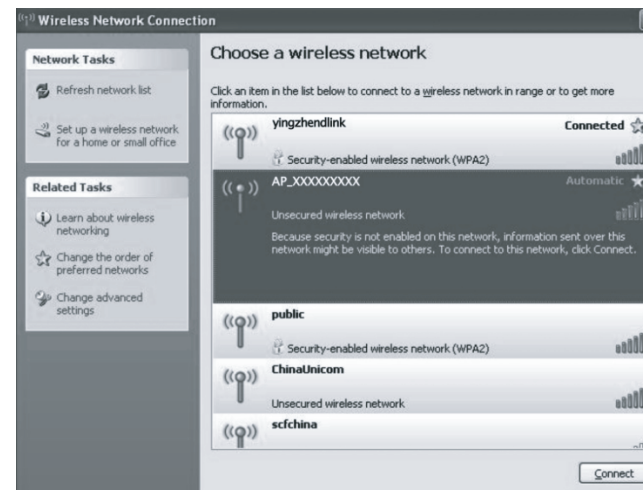 Wireless Network Connection
Network Tasks
Refresh network list
Set up a wireless network
for a home or small office
Related Tasks
Learn about wireless
networking
Change the order of
preferred networks
Change advanced
settings
Choose a wireless network
Click an item in the list below to connect to a wireless network in range or to get more
information.
yingzhendlink
Connected
Security-enabled wireless network (WPA2)
AP_XXXXXXXXX
Automatic
Unsecured wireless network
Because security is not enabled on this network, information sent over this
network might be visible to others. To connect to this network, click Connect.
public
Security-enabled wireless network (WPA2)
ChinaUnicom
Unsecured wireless network
scfchina
Connect